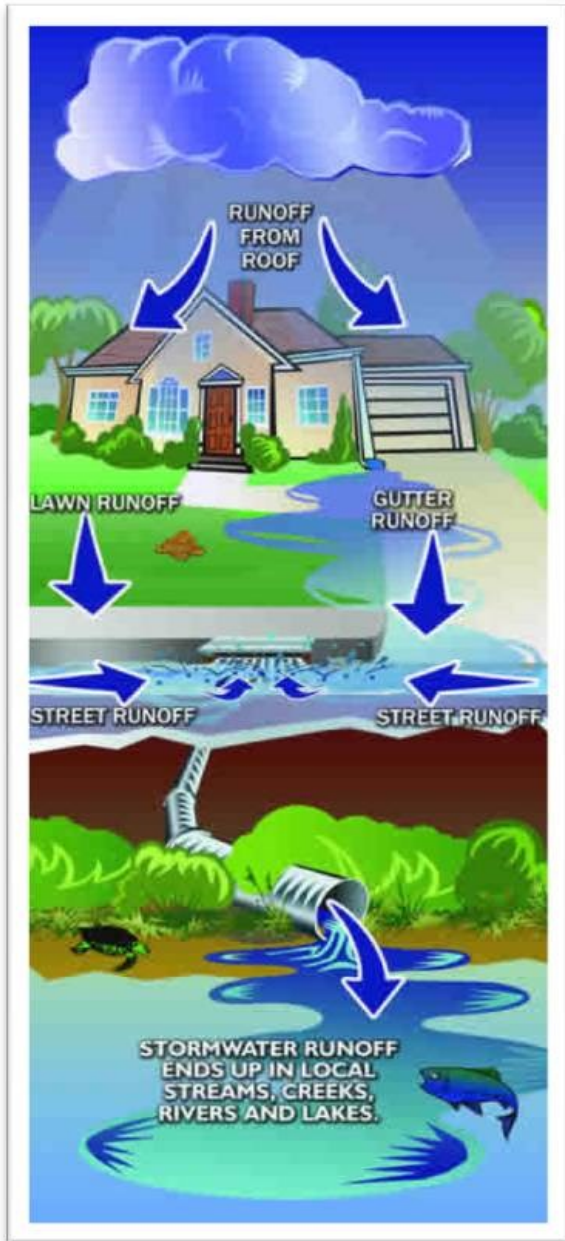 RUNOFF
FROM
ROOF
LAWN RUNOFF
GUTTER
RUNOFF
STREET RUNOFF
STREET RUNOFF
STORMWATER RUNOFF
ENDS UP IN LOCAL
STREAMS, CREEKS,
RIVERS AND LAKES.